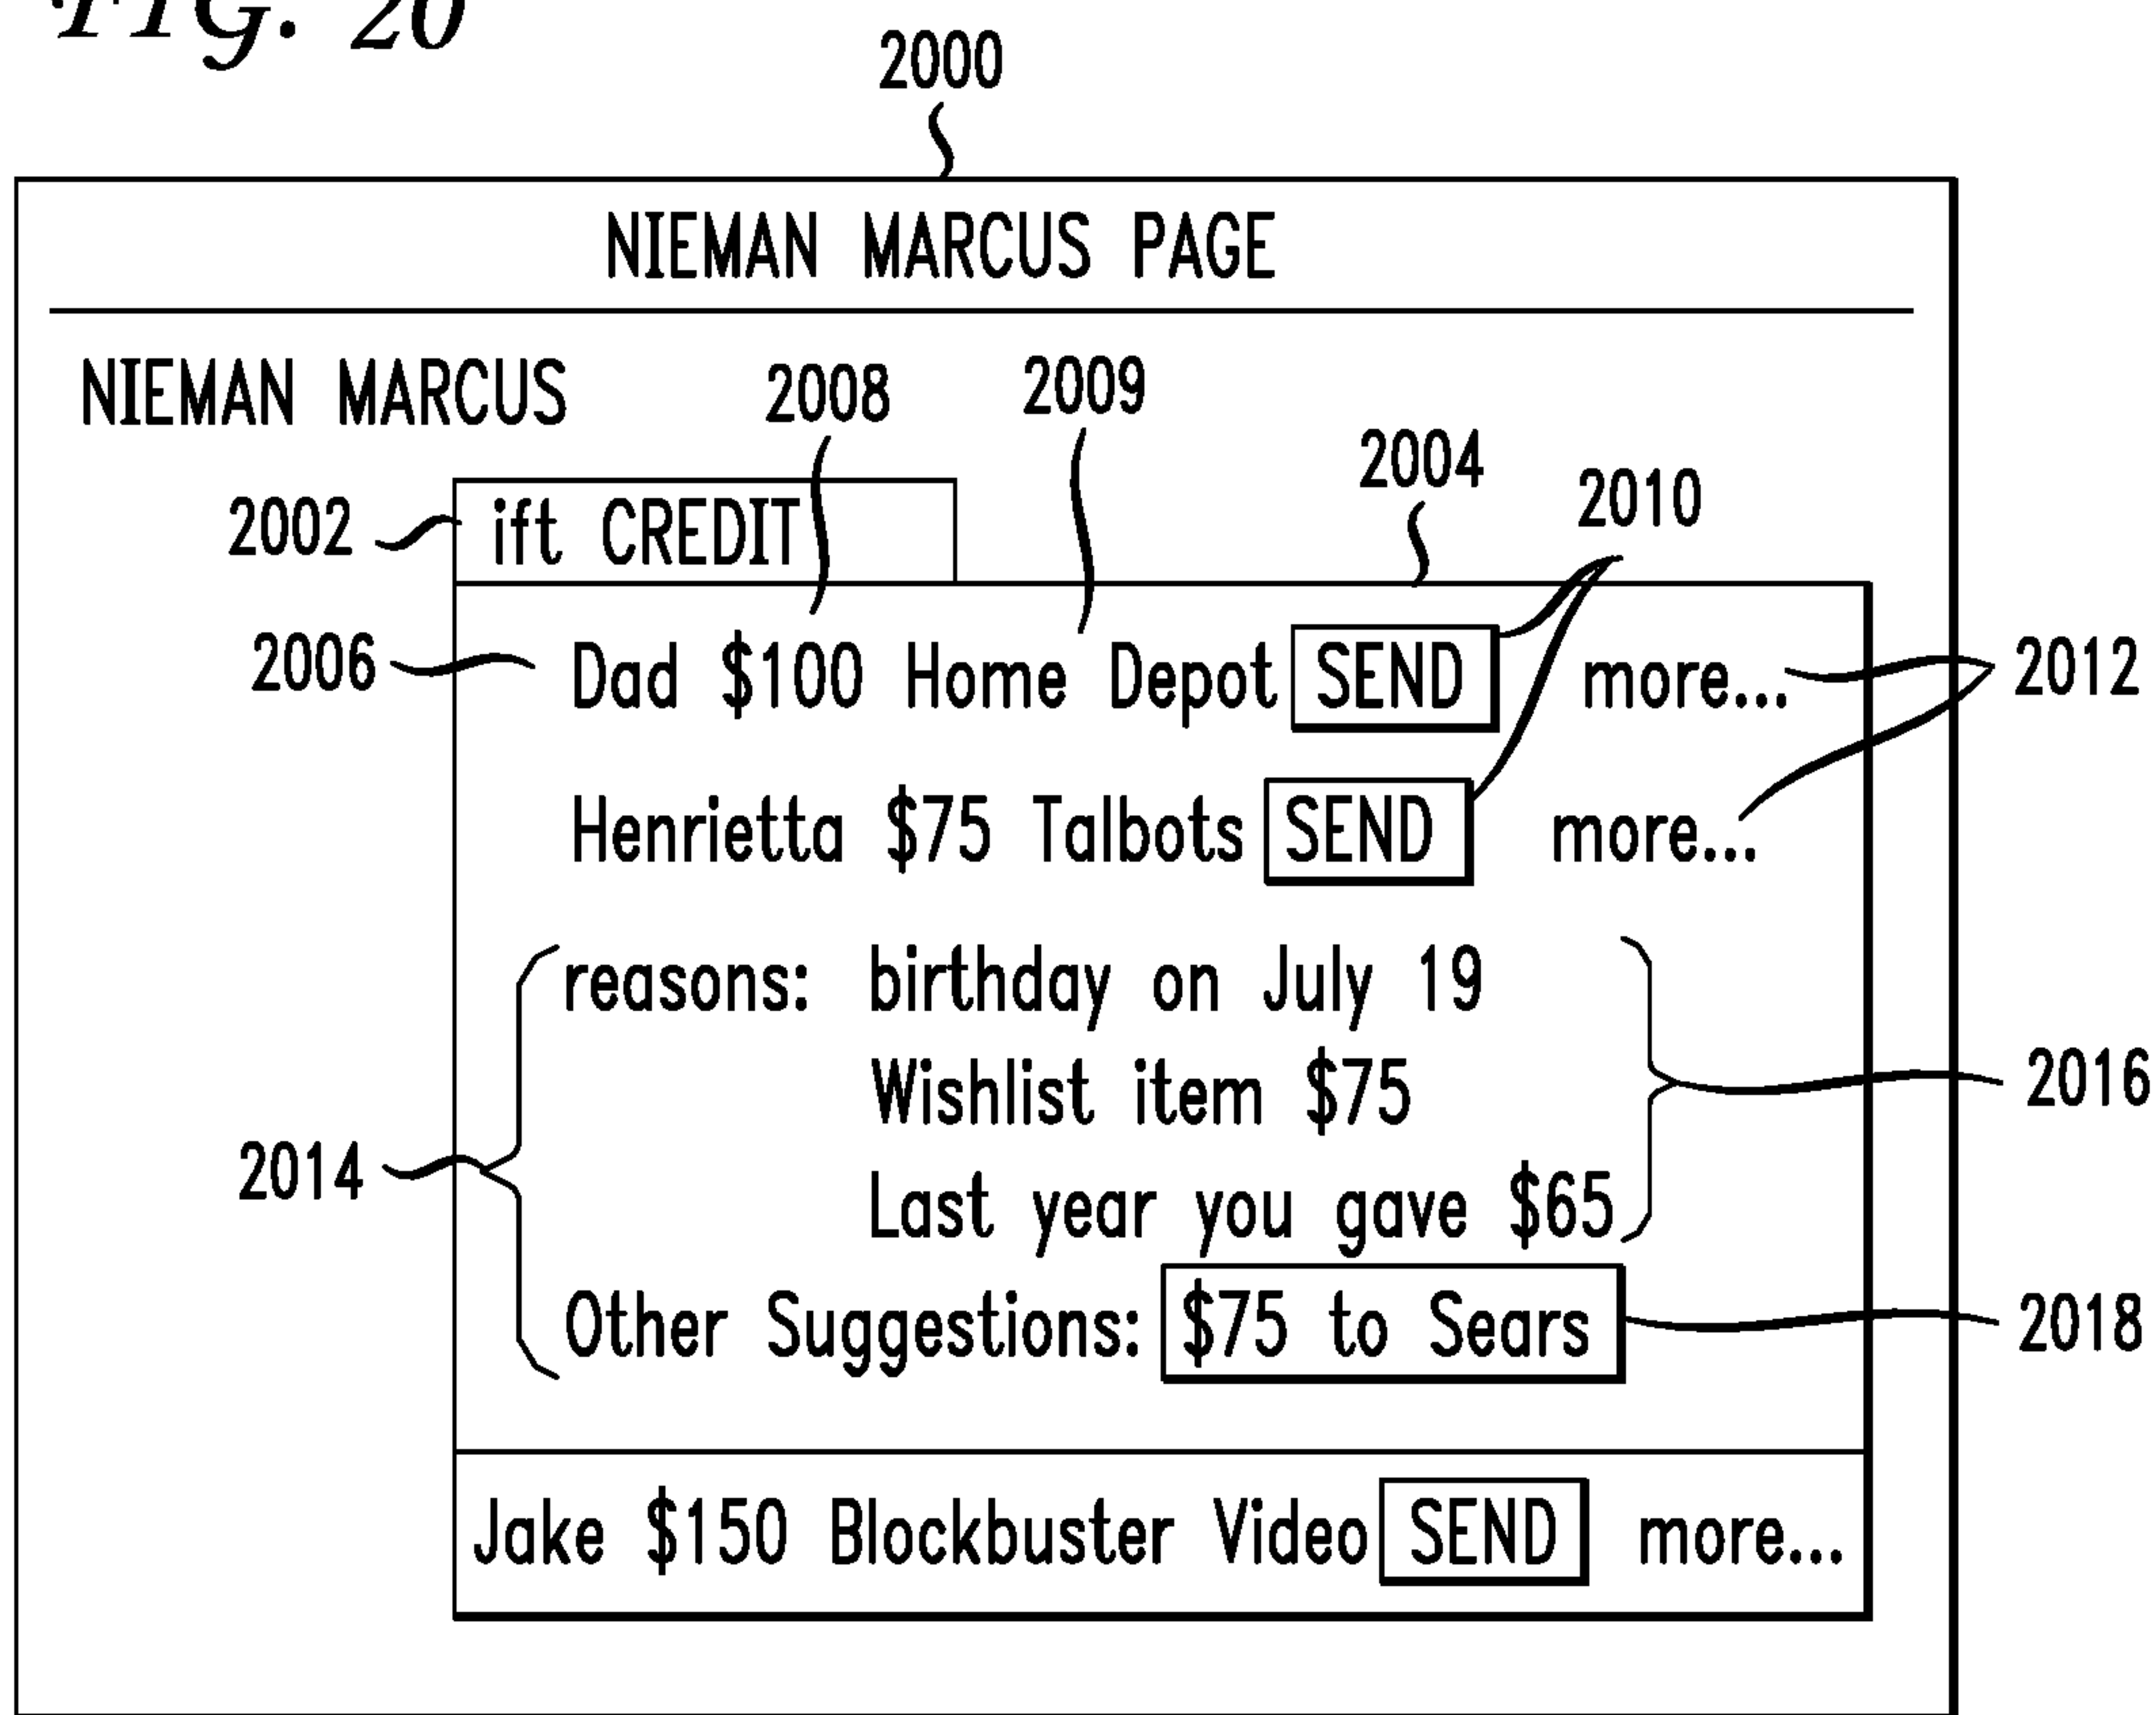 FIG. 20
2000
NIEMAN MARCUS PAGE
NIEMAN MARCUS
2008
2009
2004
2010
2002
ift CREDIT
2006
Dad $100 Home Depot SEND more...
2012
Henrietta $75 Talbots SEND more...
reasons: birthday on July 19
Wishlist item $75
2016
2014
Last year you gave $65
Other Suggestions: $75 to Sears
2018
Jake $150 Blockbuster Video SEND more...